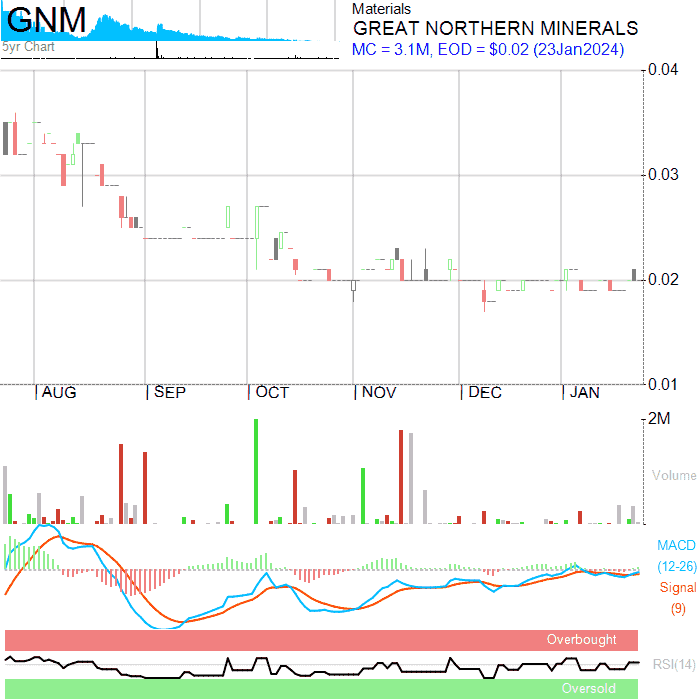 GNM
5yr Chart
Materials
GREAT NORTHERN MINERALS
MC = 3.1M, EOD = $0.02 (23Jan2024)
0.04
0.03
0.02
0.01
AUG SEP OCT NOV DEC JAN
2M
Volume
MACD
(12-26)
Signal
(9)
Overbought
RSI(14)
Oversold